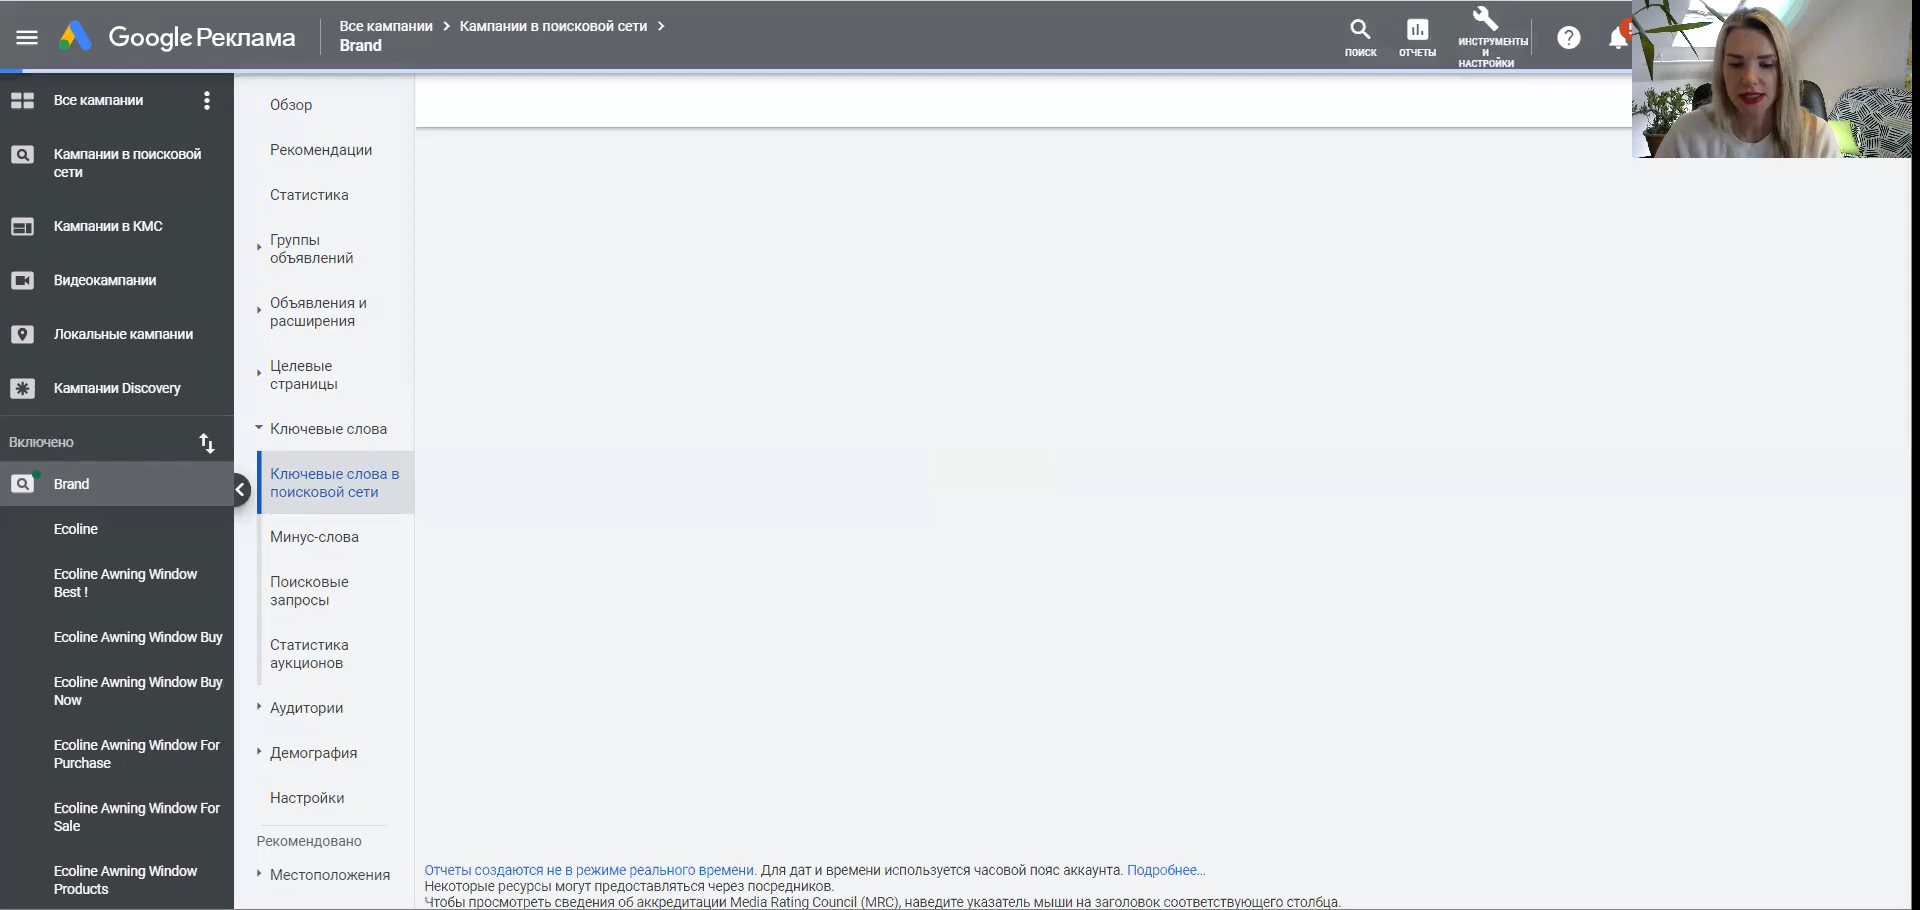 Google Реклама
Все кампании > Кампании в поисковой сети >
Brand
ПОИСК
ОТЧЕТЫ
ИНСТРУМЕНТЫ
И
НАСТРОЙКИ
Все кампании
Кампании в поисковой
сети
Кампании в КМС
Видеокампании
Локальные кампании
Кампании Discovery
Включено
Brand
Ecoline
Ecoline Awning Window
Best !
Ecoline Awning Window Buy
Ecoline Awning Window Buy
Now
Ecoline Awning Window For
Purchase
Ecoline Awning Window For
Sale
Ecoline Awning Window
Products
Обзор
Рекомендации
Статистика
Группы
объявлений
Объявления и
расширения
Целевые
страницы
Ключевые слова
Ключевые слова в
поисковой сети
Минус-слова
Поисковые
запросы
Статистика
аукционов
Аудитории
Демография
Настройки
Рекомендовано
Местоположения
Отчеты создаются не в режиме реального времени. Для дат и времени используется часовой пояс аккаунта. Подробнее...
Некоторые ресурсы могут предоставляться через посредников.
Чтобы просмотреть сведения об аккредитации Media Rating Council (MRC), наведите указатель мыши на заголовок соответствующего столбца.